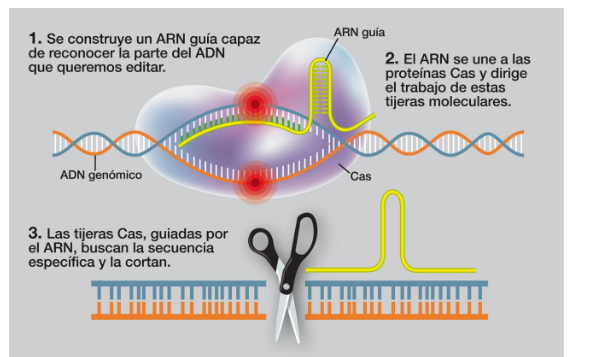 1. Se construye un ARN guía capaz
de reconocer la parte del ADN
que queremos editar.
ARN guía
2. El ARN se une a las
proteínas Cas y dirige
el trabajo de estas
tijeras moleculares.
ADN genómico
Cas
3. Las tijeras Cas, guiadas por
el ARN, buscan la secuencia
específica y la cortan.